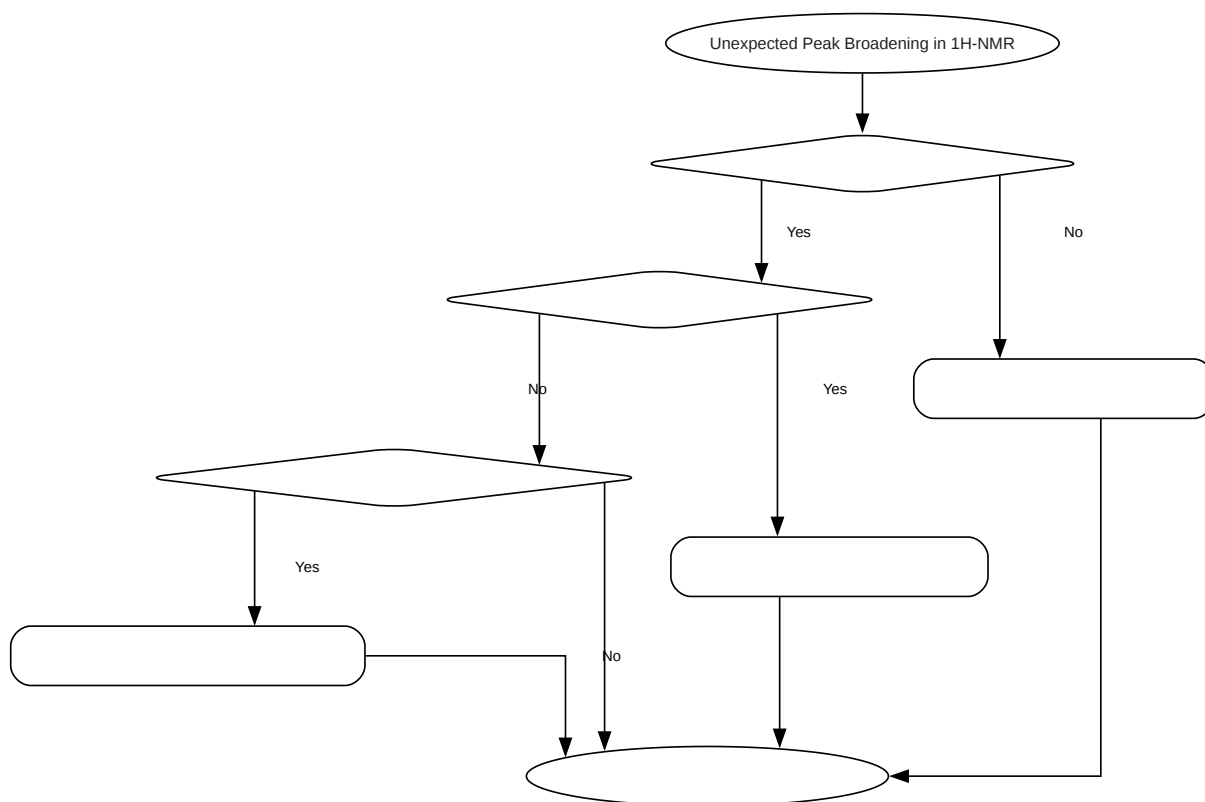 Unexpected Peak Broadening in 1H-NMR
Yes
No
No
Yes
Yes
No